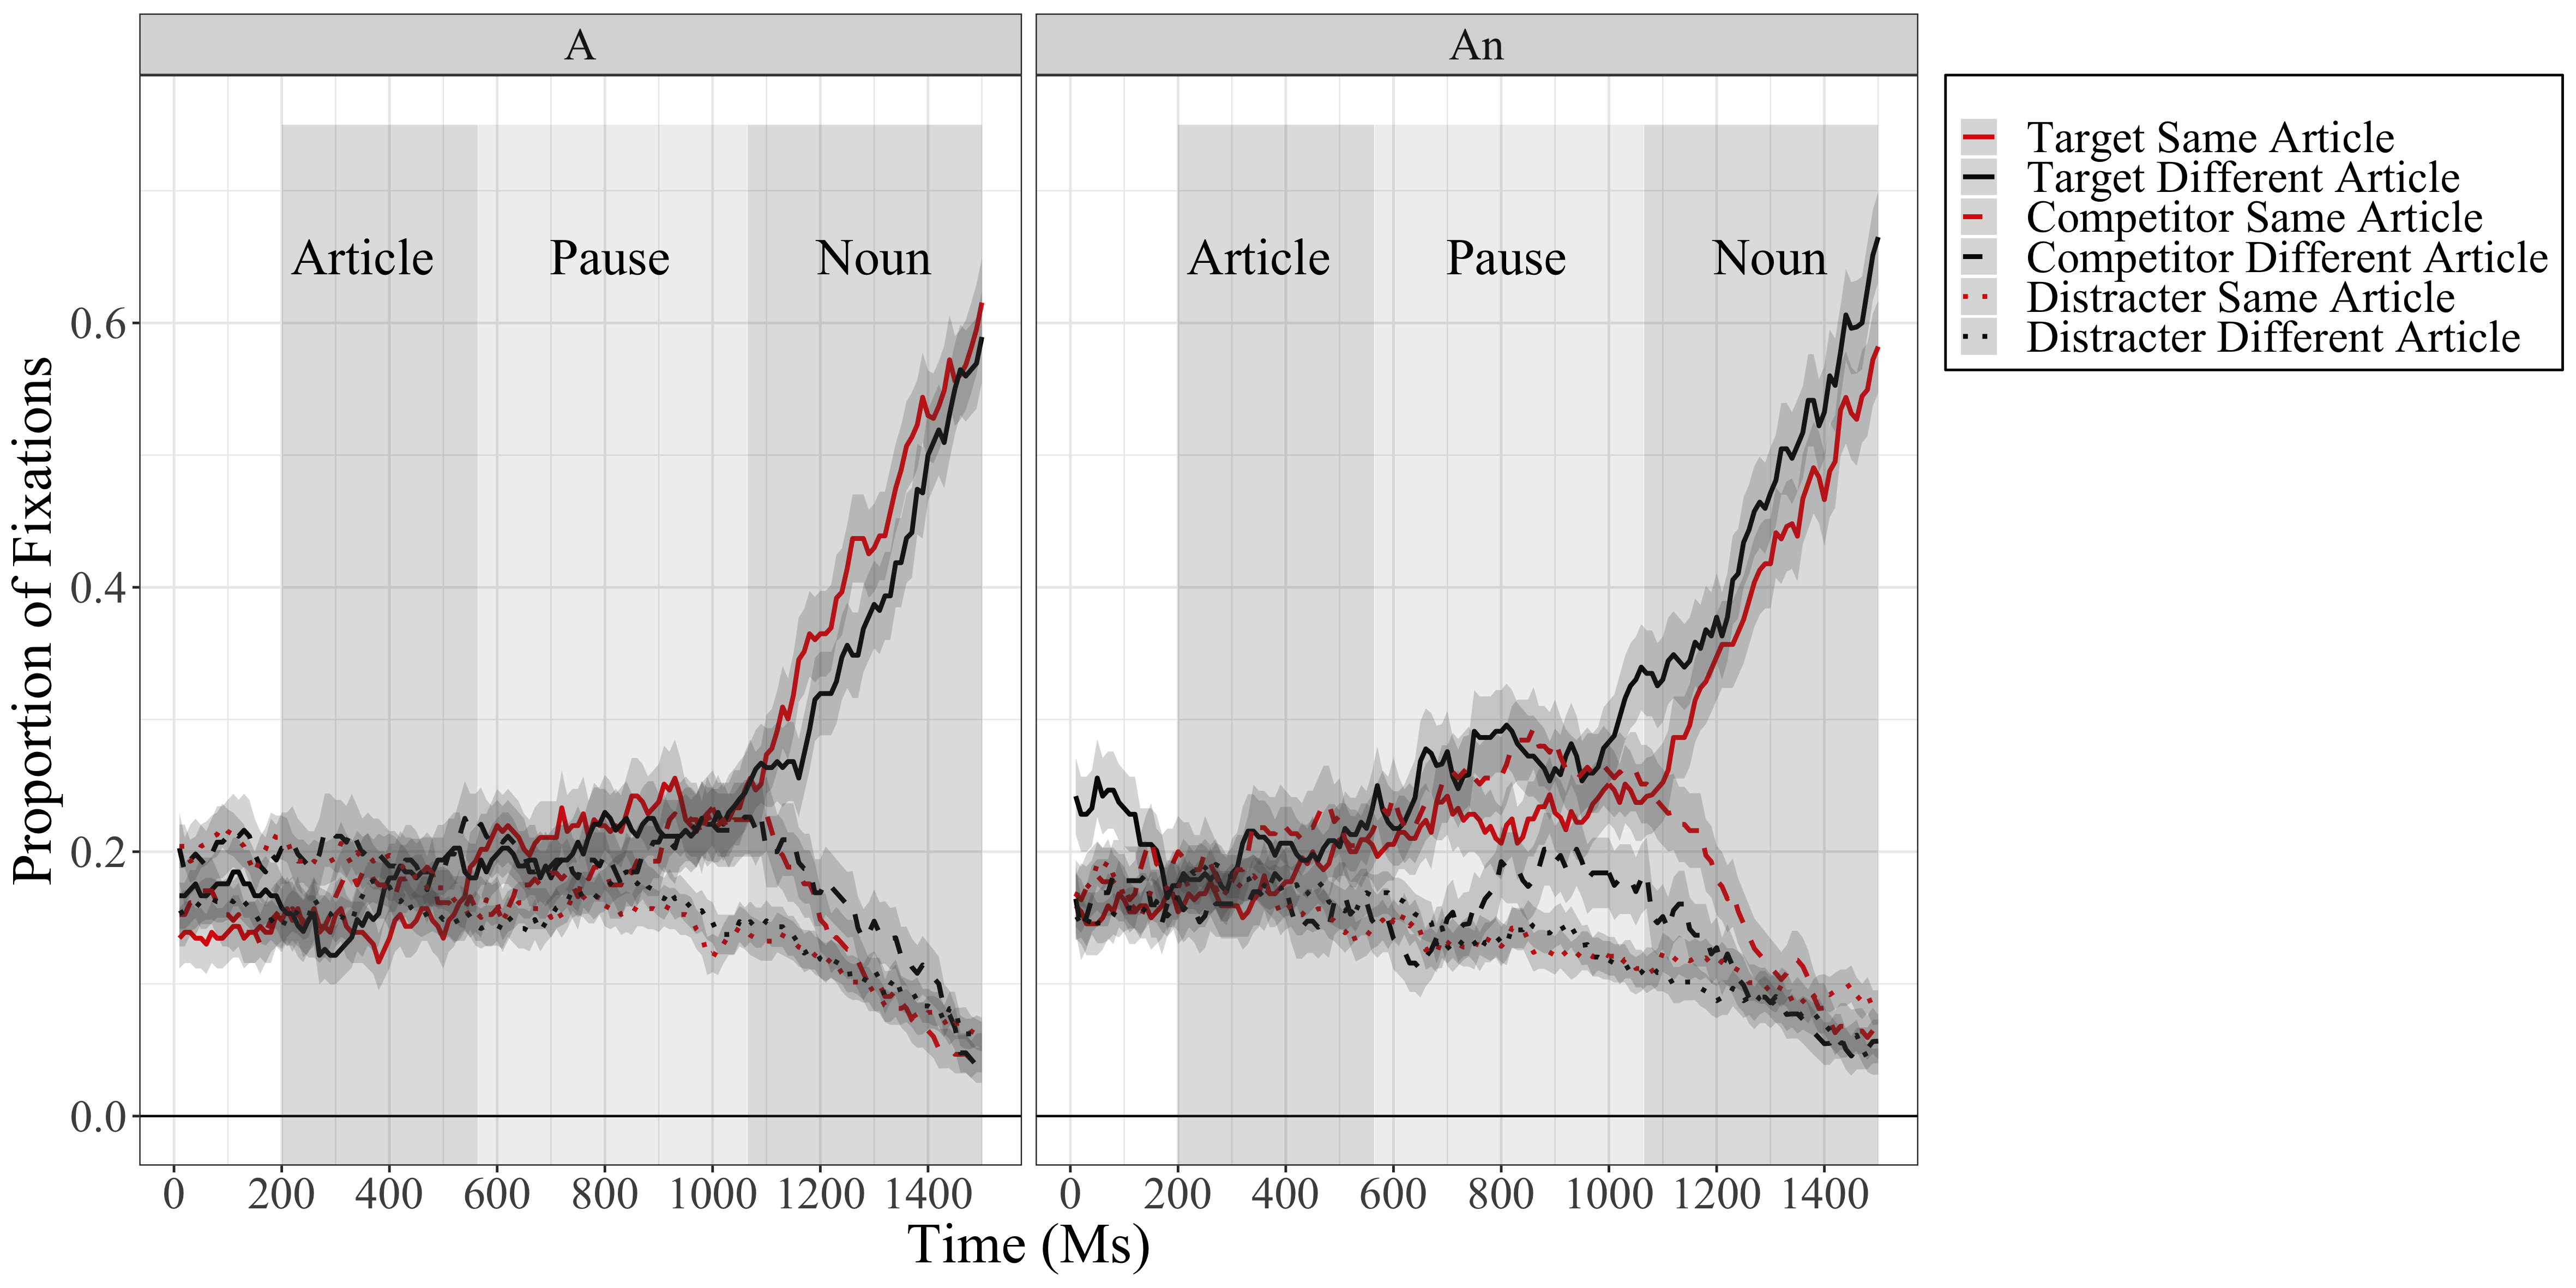 A
An
Article
Pause
Noun
Article
Pause
Noun
Target Same Article
Target Different Article
Competitor Same Article
Competitor Different Article
Distracter Same Article
Distracter Different Article
Proportion of Fixations
0.6
0.4
0.2
0.0
0 200 400 600 800 1000 1200 1400
0 200 400 600 800 1000 1200 1400
Time (Ms)